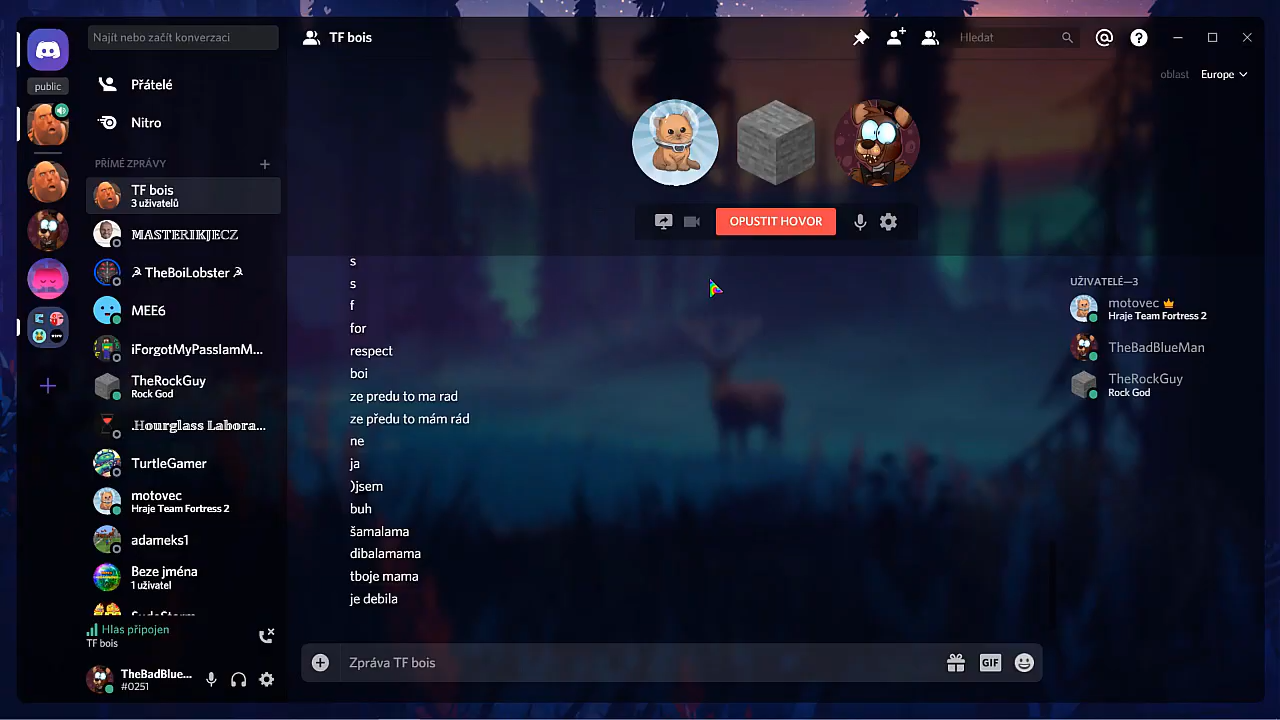 Najít nebo začít konverzaci
TF bois
Hledat
public
oblast
Europe
Přátelé
Nitro
PŘÍMÉ ZPRÁVY
TF bois
3 uživatelů
MASTERIKJECZ
☭ TheBoiLobster ☭
MEE6
iForgotMyPassIamM...
TheRockGuy
Rock God
.Hourglass Labora...
TurtleGamer
motovec
Hraje Team Fortress 2
adameks1
Beze jména
1 uživatel
Hlas připojen
TF bois
TheBadBlue...
#0251
OPUSTIT HOVOR
s
s
f
for
respect
boi
ze predu to ma rad
ze předu to mám rád
ne
ja
)jsem
buh
šamalama
dibalamama
tboje mama
je debila
Zpráva TF bois
GIF
UŽIVATELÉ—3
motovec
Hraje Team Fortress 2
TheBadBlueMan
TheRockGuy
Rock God